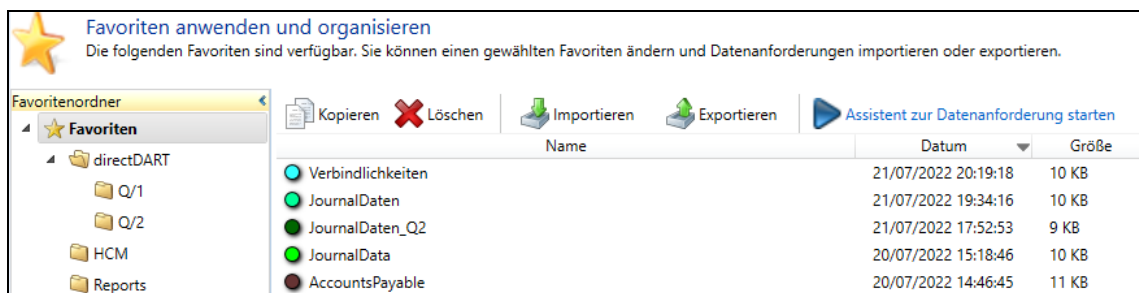 Favoriten anwenden und organisieren
Die folgenden Favoriten sind verfügbar. Sie können einen gewählten Favoriten ändern und Datenanforderungen importieren oder exportieren.
Favoritenordner
Favoriten
directDART
Q/1
Q/2
HCM
Reports
Kopieren Löschen Importieren Exportieren Assistent zur Datenanforderung starten
Name Datum Größe
Verbindlichkeiten 21/07/2022 20:19:18 10 KB
JournalDaten 21/07/2022 19:34:16 10 KB
JournalDaten_Q2 21/07/2022 17:52:53 9 KB
JournalData 20/07/2022 15:18:46 10 KB
AccountsPayable 20/07/2022 14:46:45 11 KB